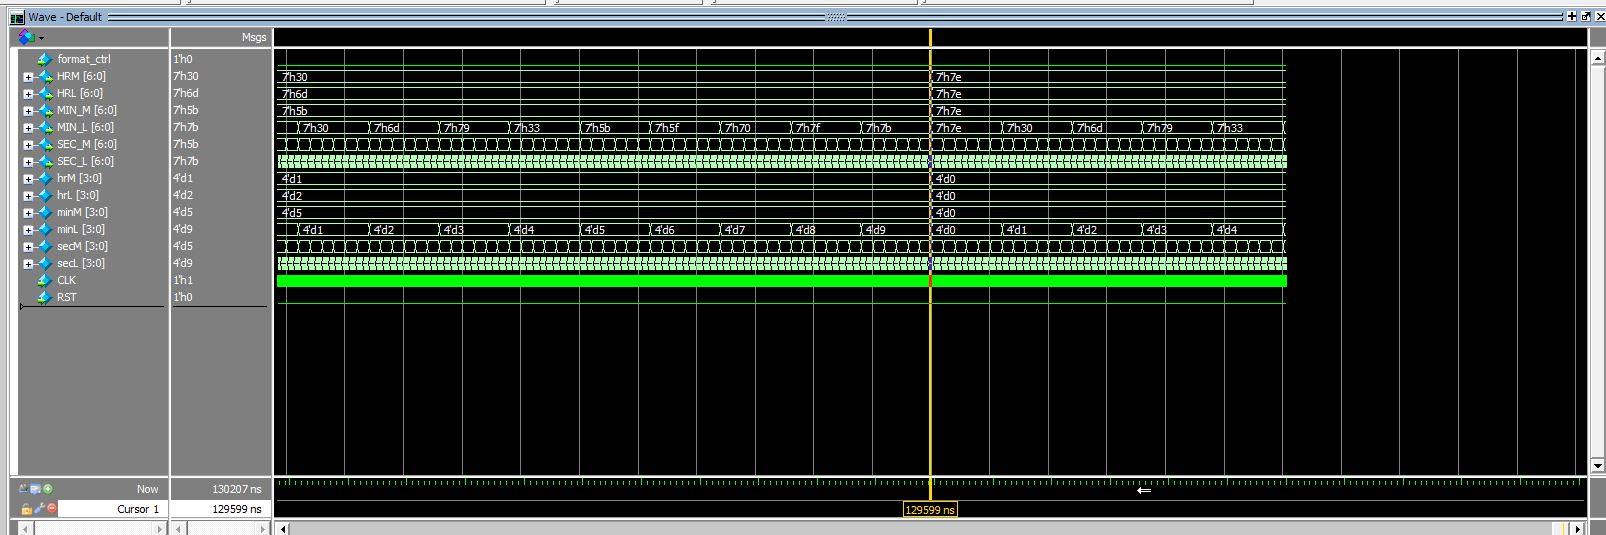 Wave - Default
Msgs
format_ctrl 1'h0
HRM [6:0] 7'h30 7'h30 7'h7e
HRL [6:0] 7'h6d 7'h6d 7'h7e
MIN_M [6:0] 7'h5b 7'h5b 7'h7e
MIN_L [6:0] 7'h7b 7'h30 7'h6d 7'h79 7'h33 7'h5b 7'h5f 7'h70 7'h7f 7'h7b 7'h7e 7'h30 7'h6d 7'h79 7'h33
SEC_M [6:0] 7'h5b
SEC_L [6:0] 7'h7b
hrM [3:0] 4'd1 4'd1 4'd0
hrL [3:0] 4'd2 4'd2 4'd0
minM [3:0] 4'd5 4'd5 4'd0
minL [3:0] 4'd9 4'd1 4'd2 4'd3 4'd4 4'd5 4'd6 4'd7 4'd8 4'd9 4'd0 4'd1 4'd2 4'd3 4'd4
secM [3:0] 4'd5
secL [3:0] 4'd9
CLK 1'h1
RST 1'h0
Now 130207 ns
Cursor 1 129599 ns 129599 ns